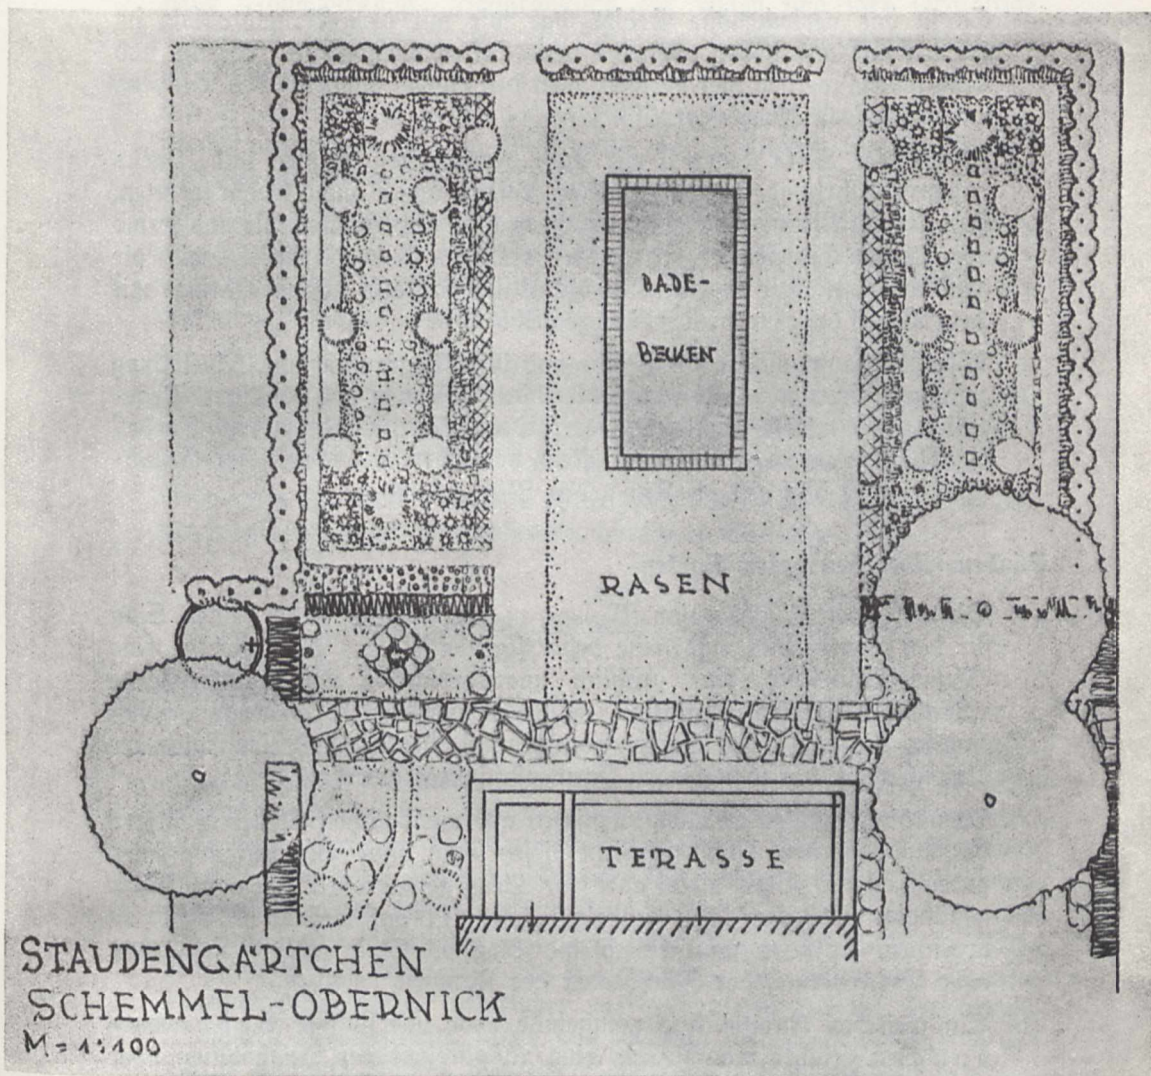 BADE-
BECKEN
RASEN
TERASSE
STAUDENGÄRTCHEN
SCHEMMEL-OBERNICK
M = 1:100